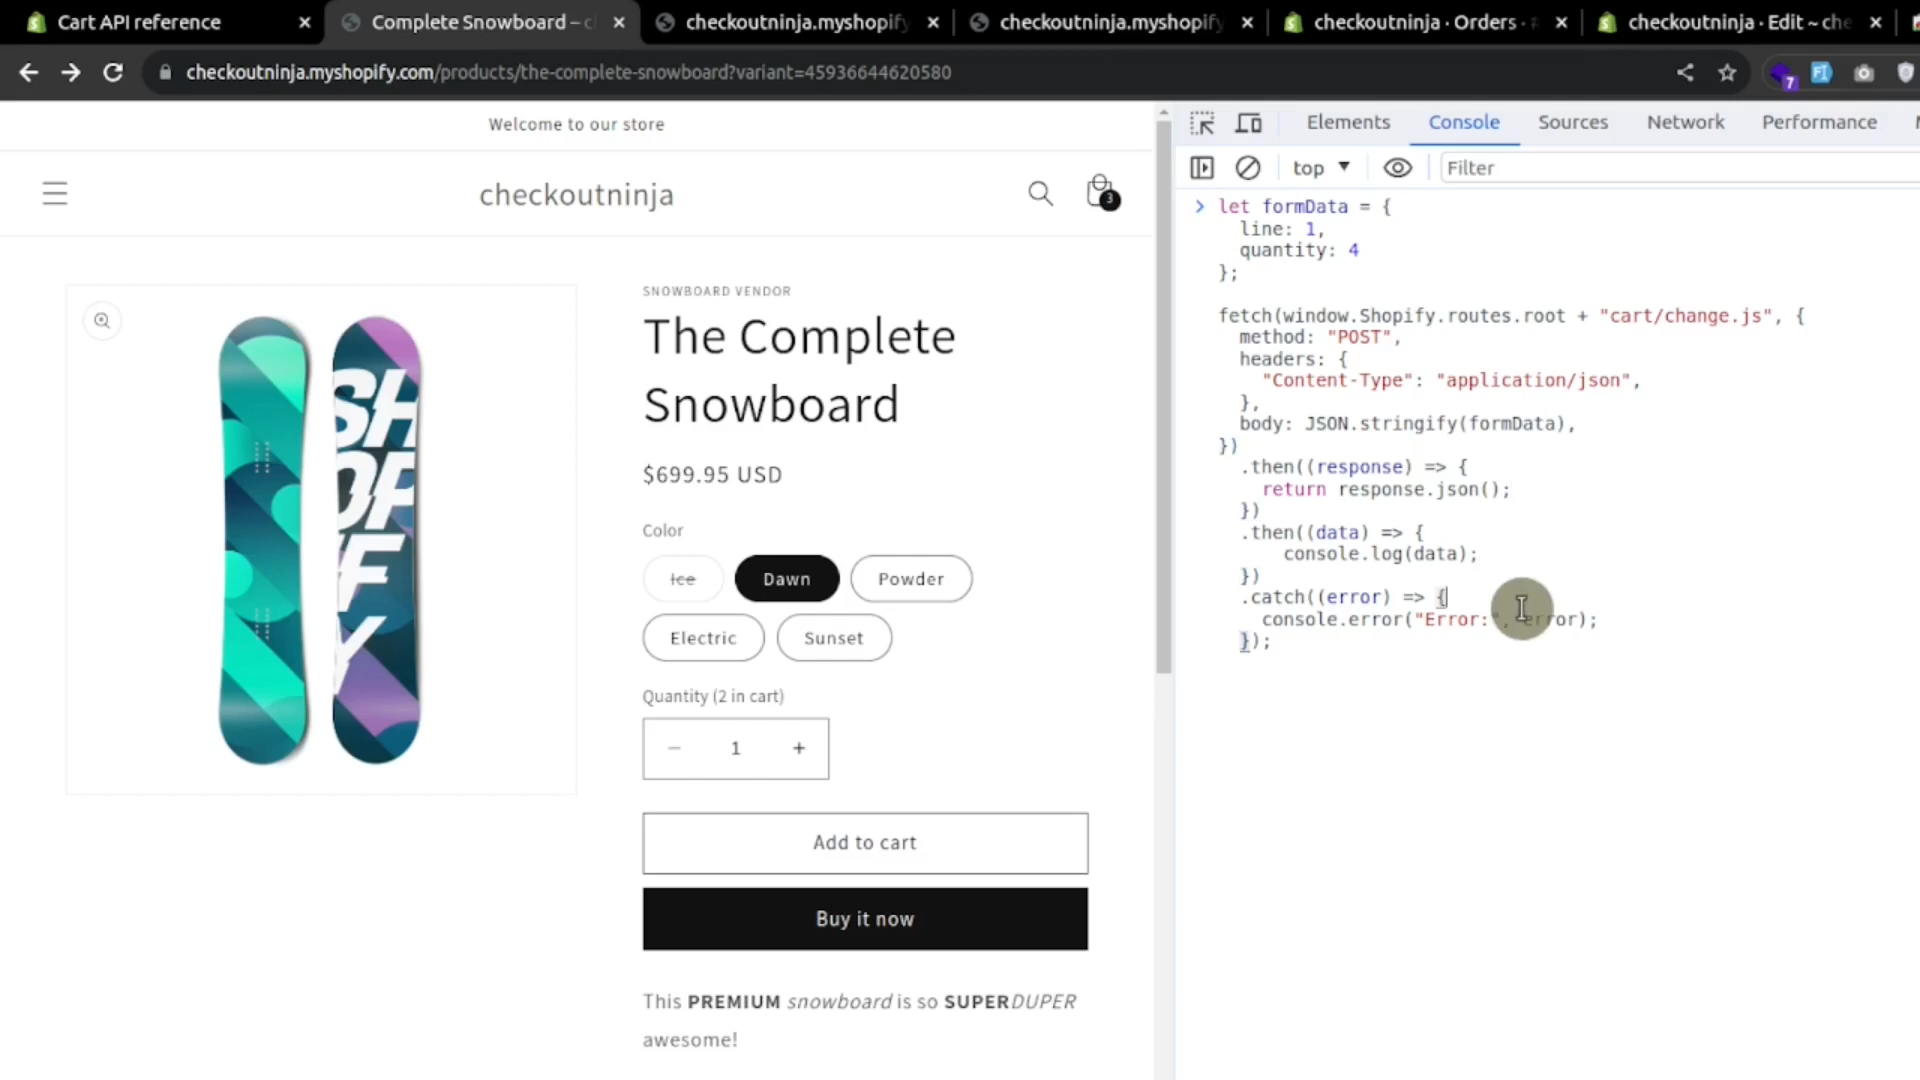 Cart API reference
Complete Snowboard – c
checkoutninja.myshopify
checkoutninja.myshopify
checkoutninja · Orders ·
checkoutninja · Edit ~ che
checkoutninja.myshopify.com/products/the-complete-snowboard?variant=45936644620580
7
Welcome to our store
checkoutninja
3
SH
OP
IF
Y
SNOWBOARD VENDOR
The Complete
Snowboard
$699.95 USD
Color
Ice
Dawn
Powder
Electric
Sunset
Quantity (2 in cart)
− 1 +
Add to cart
Buy it now
This PREMIUM snowboard is so SUPERDUPER
awesome!
Elements Console Sources Network Performance
top Filter
let formData = {
line: 1,
quantity: 4
};
fetch(window.Shopify.routes.root + "cart/change.js", {
method: "POST",
headers: {
"Content-Type": "application/json",
},
body: JSON.stringify(formData),
})
.then((response) => {
return response.json();
})
.then((data) => {
console.log(data);
})
.catch((error) => {
console.error("Error:", error);
});